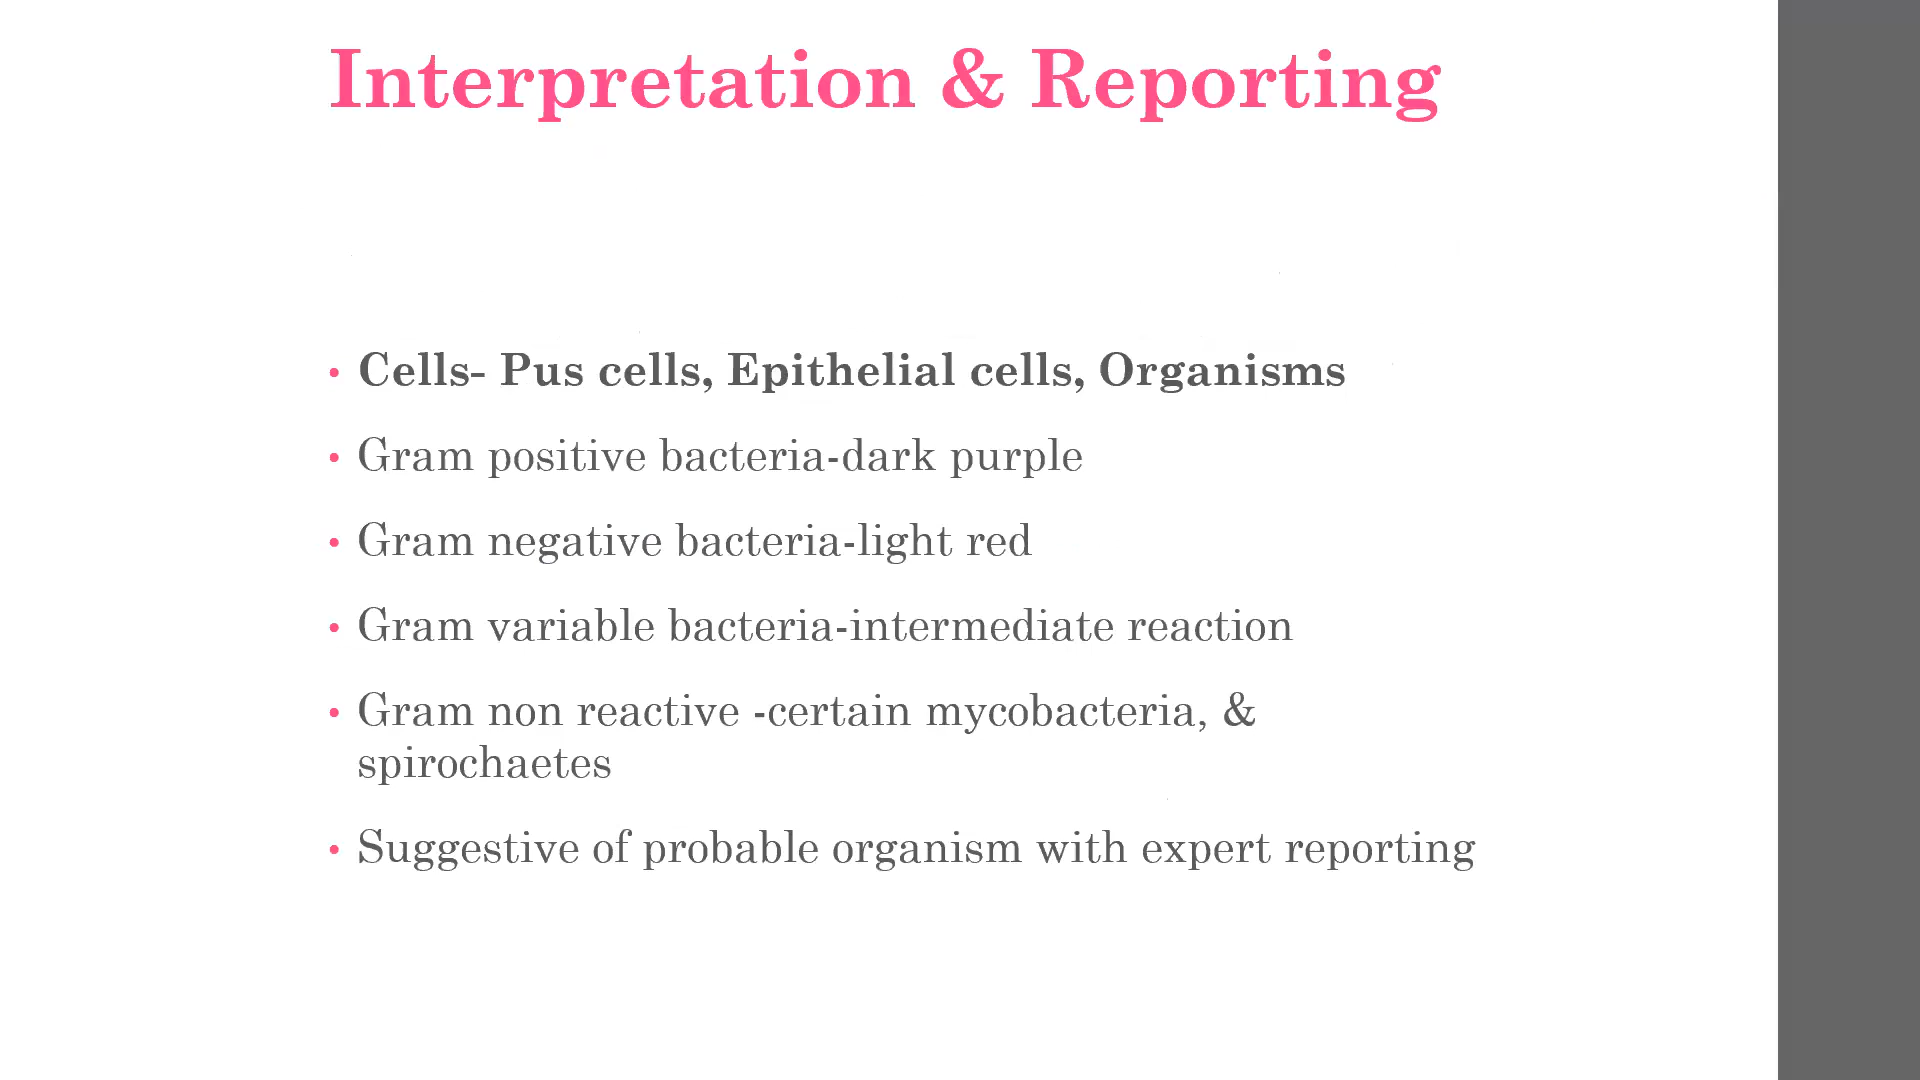 Interpretation & Reporting
• Cells- Pus cells, Epithelial cells, Organisms
• Gram positive bacteria-dark purple
• Gram negative bacteria-light red
• Gram variable bacteria-intermediate reaction
• Gram non reactive -certain mycobacteria, &
spirochaetes
• Suggestive of probable organism with expert reporting